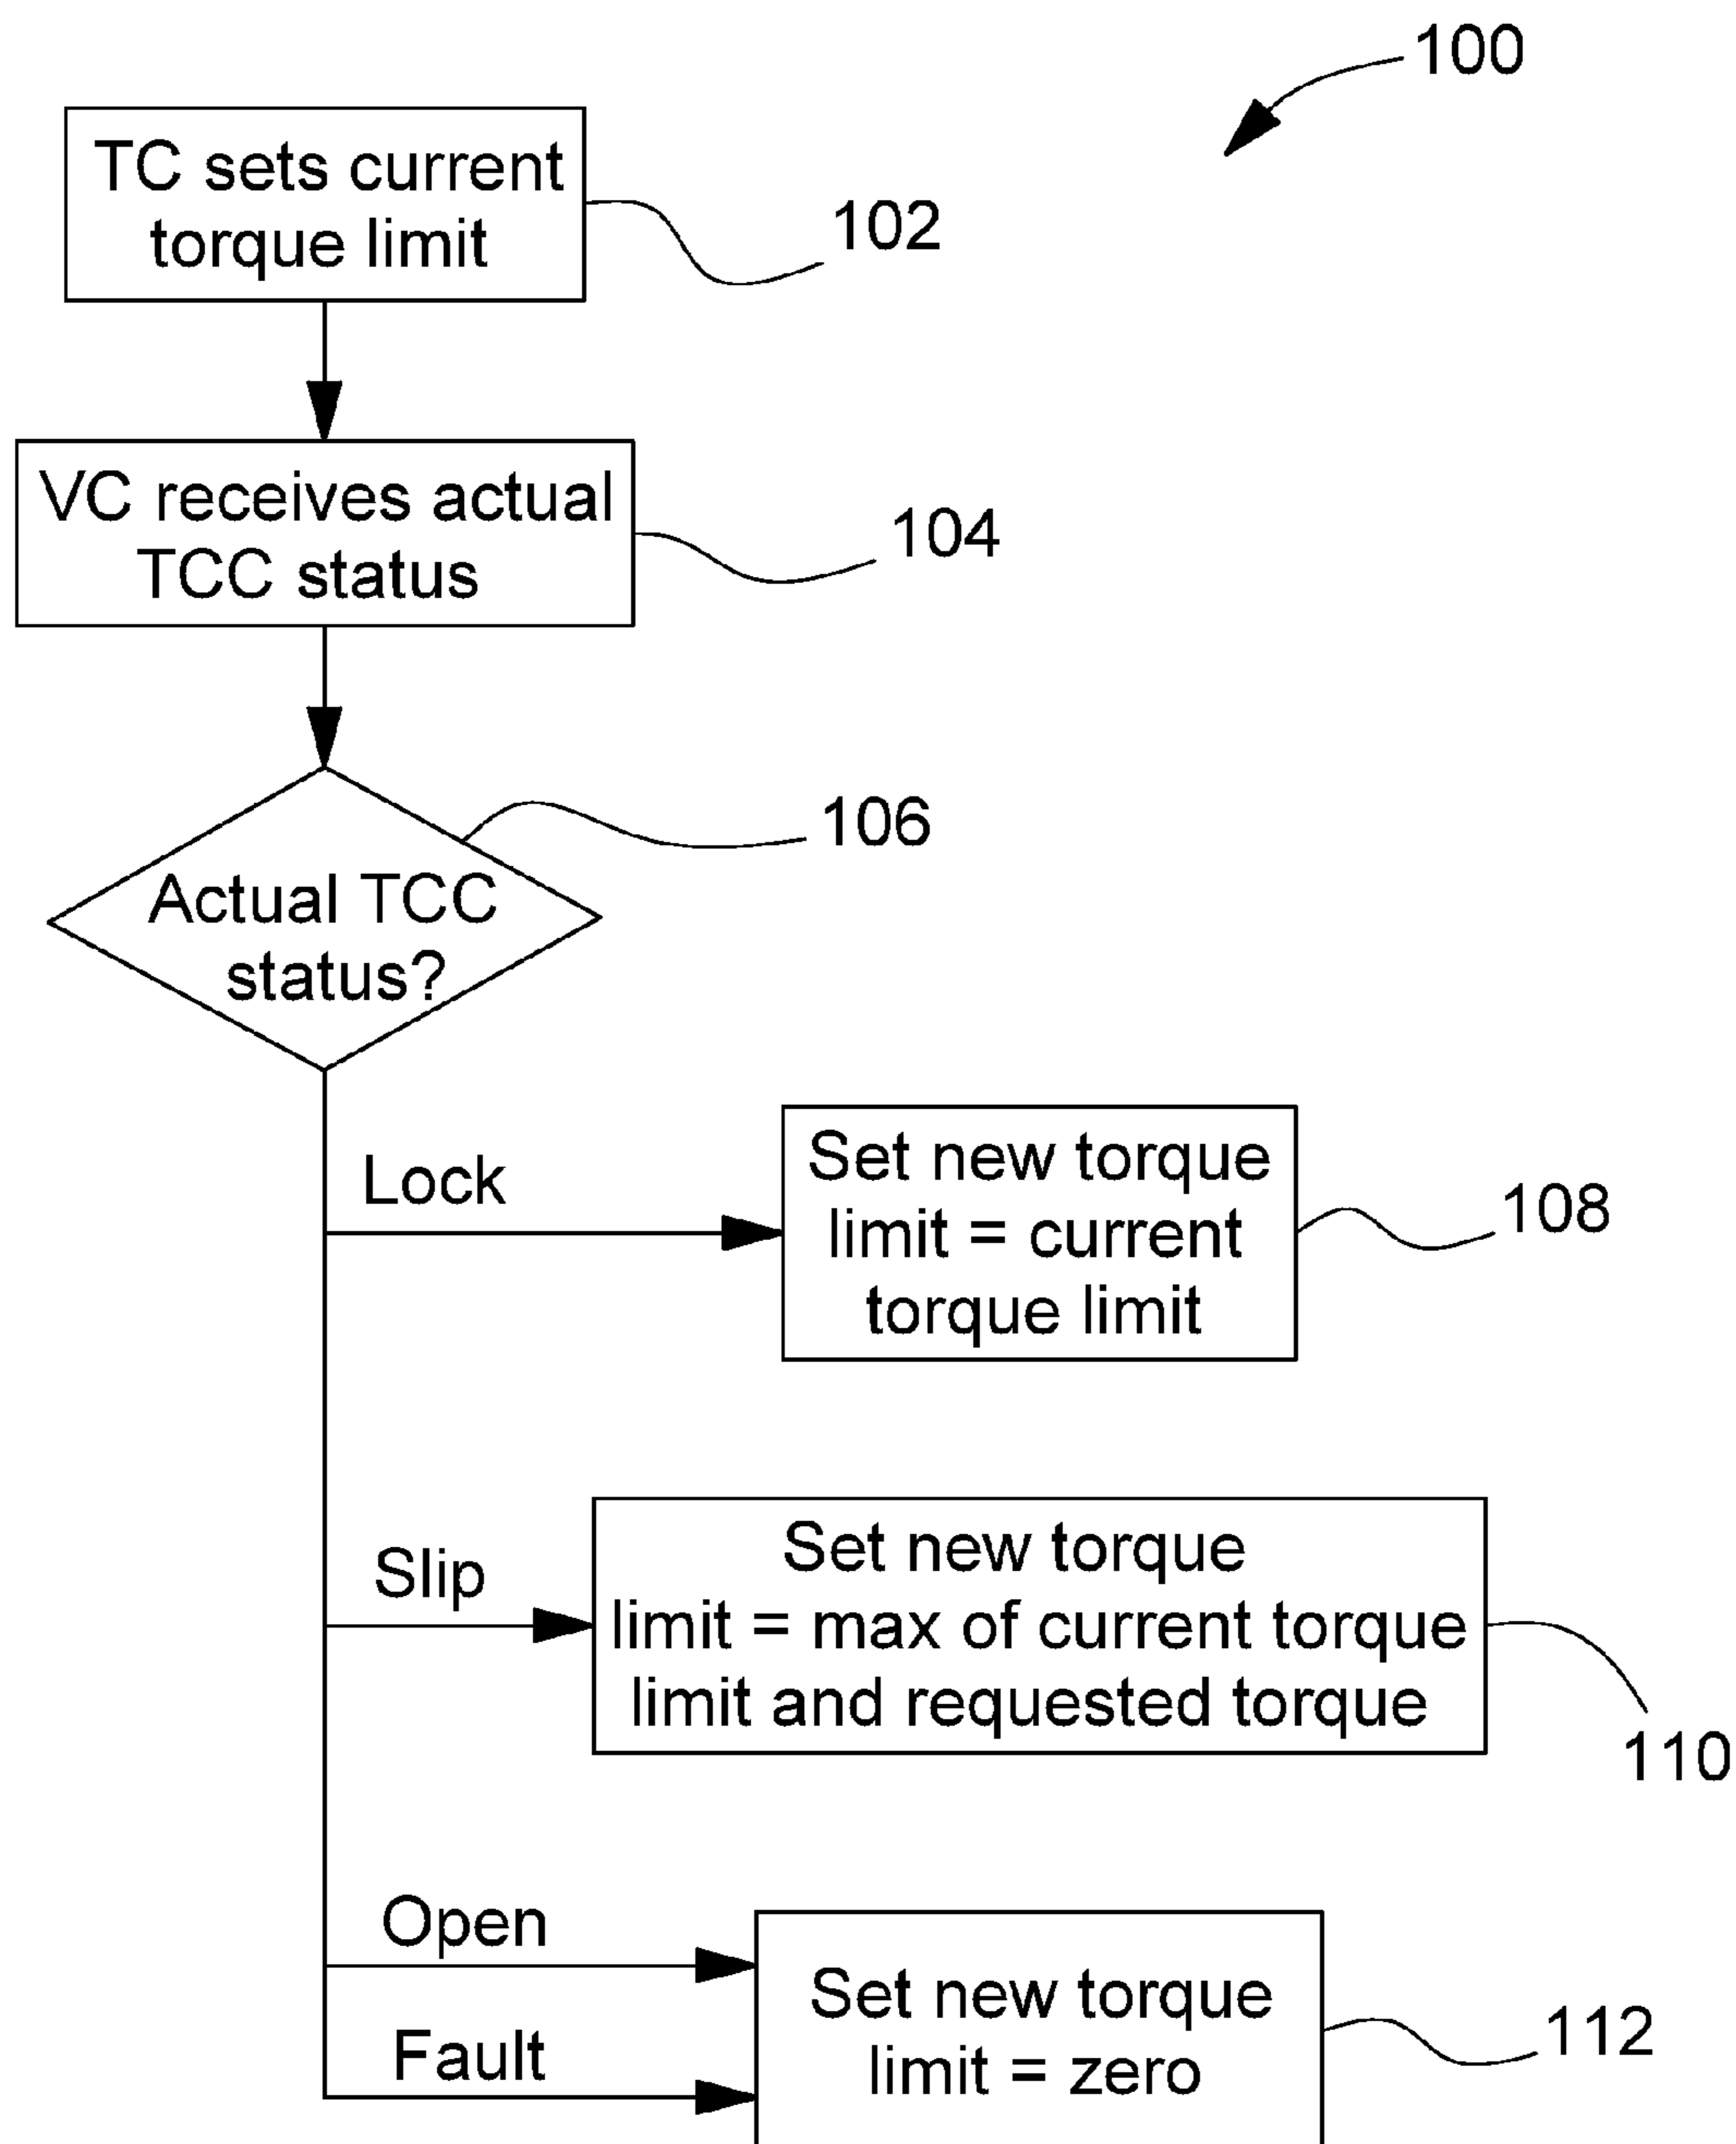 100
TC sets current
torque limit
102
VC receives actual
TCC status
104
106
Actual TCC
status?
Lock
Set new torque
limit = current
torque limit
108
Slip
Set new torque
limit = max of current torque
limit and requested torque
110
Open
Fault
Set new torque
limit = zero
112